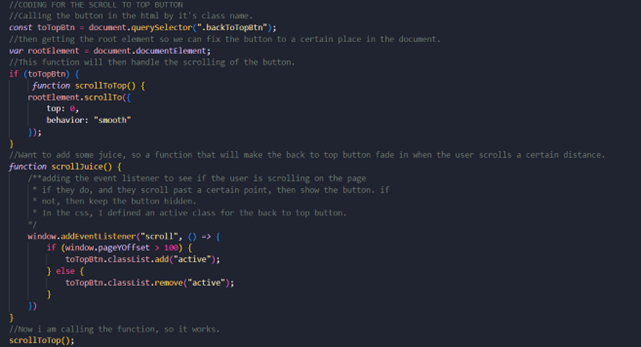 //CODING FOR THE SCROLL TO TOP BUTTON
//Calling the button in the html by it's class name.
const toTopBtn = document.querySelector(".backToTopBtn");
//then getting the root element so we can fix the button to a certain place in the document.
var rootElement = document.documentElement;
//This function will then handle the scrolling of the button.
if (toTopBtn) {
function scrollToTop() {
rootElement.scrollTo({
top: 0,
behavior: "smooth"
});
}
//Want to add some juice, so a function that will make the back to top button fade in when the user scrolls a certain distance.
function scrollJuice() {
/**adding the event listener to see if the user is scrolling on the page
* if they do, and they scroll past a certain point, then show the button. if
* not, then keep the button hidden.
* In the css, I defined an active class for the back to top button.
*/
window.addEventListener("scroll", () => {
if (window.pageYOffset > 100) {
toTopBtn.classList.add("active");
} else {
toTopBtn.classList.remove("active");
}
})
}
//Now i am calling the function, so it works.
scrollToTop();